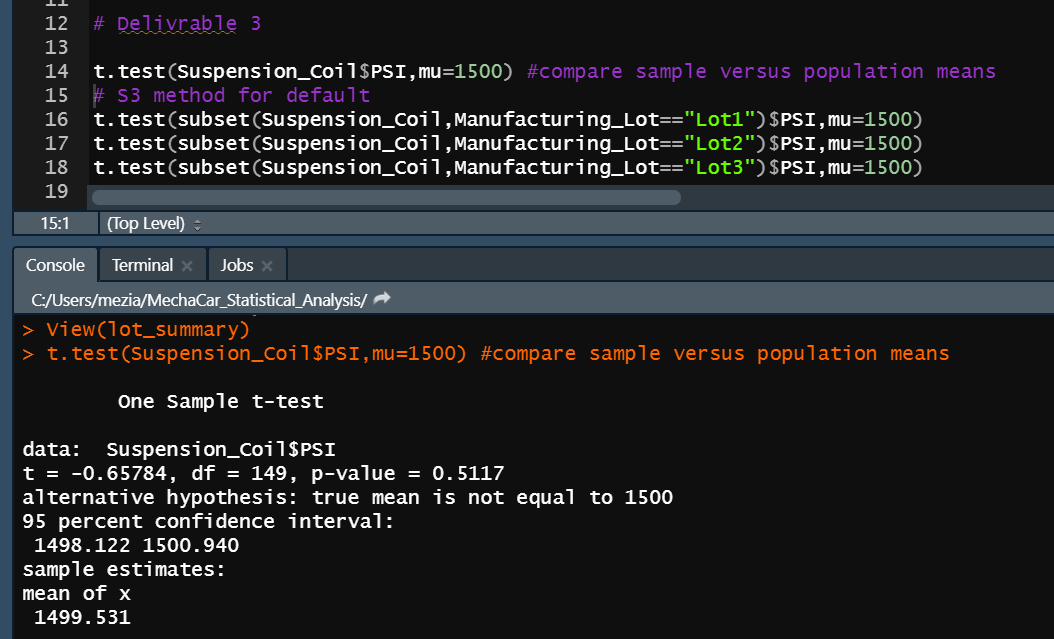 11
12 # Delivrable 3
13
14 t.test(Suspension_Coil$PSI,mu=1500) #compare sample versus population means
15 # S3 method for default
16 t.test(subset(Suspension_Coil,Manufacturing_Lot=="Lot1")$PSI,mu=1500)
17 t.test(subset(Suspension_Coil,Manufacturing_Lot=="Lot2")$PSI,mu=1500)
18 t.test(subset(Suspension_Coil,Manufacturing_Lot=="Lot3")$PSI,mu=1500)
19
15:1 (Top Level)
Console Terminal Jobs
C:/Users/mezia/MechaCar_Statistical_Analysis/
> View(lot_summary)
> t.test(Suspension_Coil$PSI,mu=1500) #compare sample versus population means
One Sample t-test
data: Suspension_Coil$PSI
t = -0.65784, df = 149, p-value = 0.5117
alternative hypothesis: true mean is not equal to 1500
95 percent confidence interval:
1498.122 1500.940
sample estimates:
mean of x
1499.531